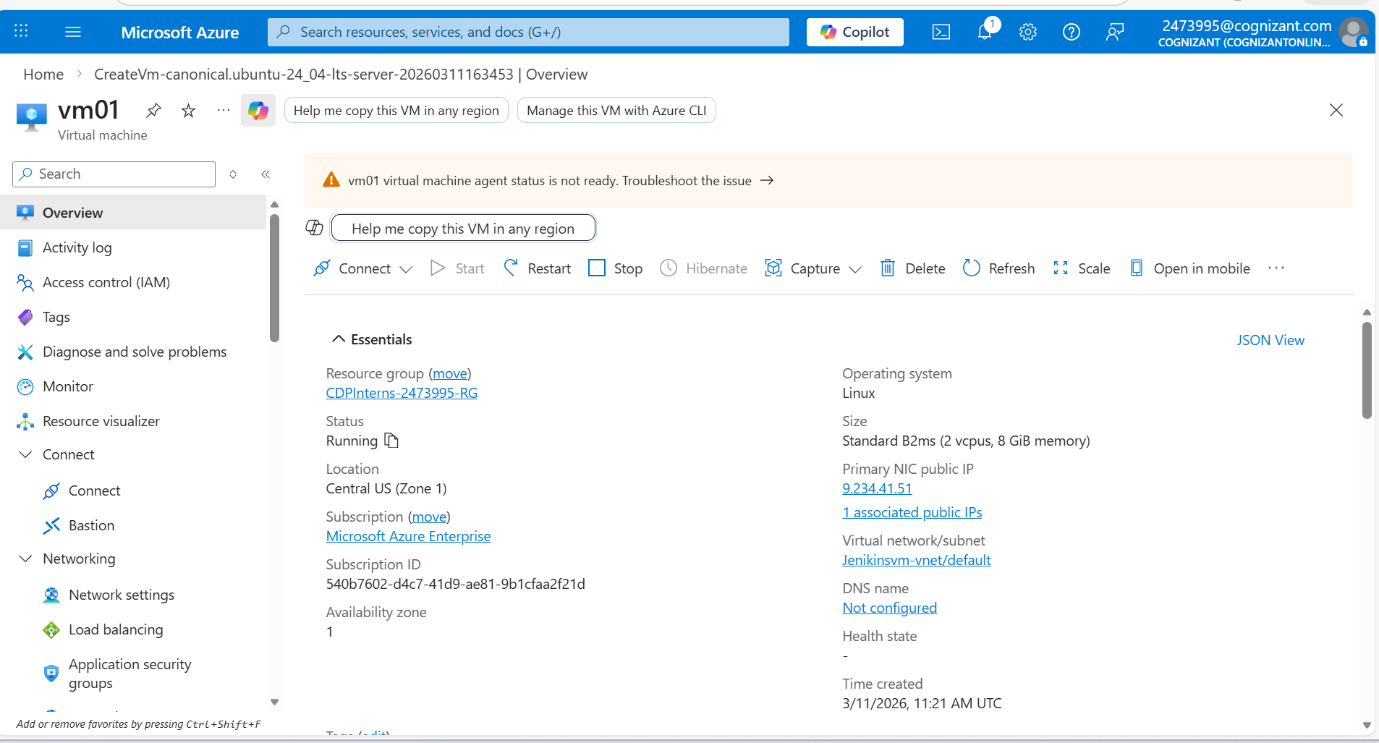 Microsoft Azure
Search resources, services, and docs (G+/)
Copilot
1
2473995@cognizant.com
COGNIZANT (COGNIZANTONLIN...
Home > CreateVm-canonical.ubuntu-24_04-lts-server-20260311163453 | Overview
vm01
Virtual machine
Help me copy this VM in any region
Manage this VM with Azure CLI
Search
Overview
Activity log
Access control (IAM)
Tags
Diagnose and solve problems
Monitor
Resource visualizer
Connect
Connect
Bastion
Networking
Network settings
Load balancing
Application security
groups
Add or remove favorites by pressing Ctrl+Shift+F
vm01 virtual machine agent status is not ready. Troubleshoot the issue →
Help me copy this VM in any region
Connect
Start
Restart
Stop
Hibernate
Capture
Delete
Refresh
Scale
Open in mobile
...
Essentials
JSON View
Resource group (move)
CDPInterns-2473995-RG
Status
Running
Location
Central US (Zone 1)
Subscription (move)
Microsoft Azure Enterprise
Subscription ID
540b7602-d4c7-41d9-ae81-9b1cfaa2f21d
Availability zone
1
Operating system
Linux
Size
Standard B2ms (2 vcpus, 8 GiB memory)
Primary NIC public IP
9.234.41.51
1 associated public IPs
Virtual network/subnet
Jenikinsvm-vnet/default
DNS name
Not configured
Health state
-
Time created
3/11/2026, 11:21 AM UTC
Tags (edit)